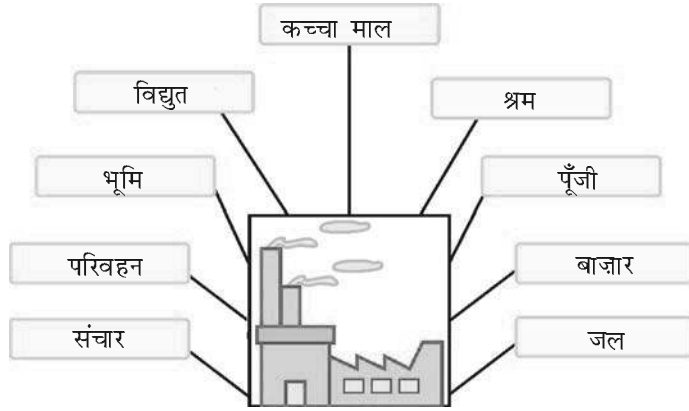 कच्चा माल
विद्युत
श्रम
भूमि
पूँजी
परिवहन
बाज़ार
संचार
जल